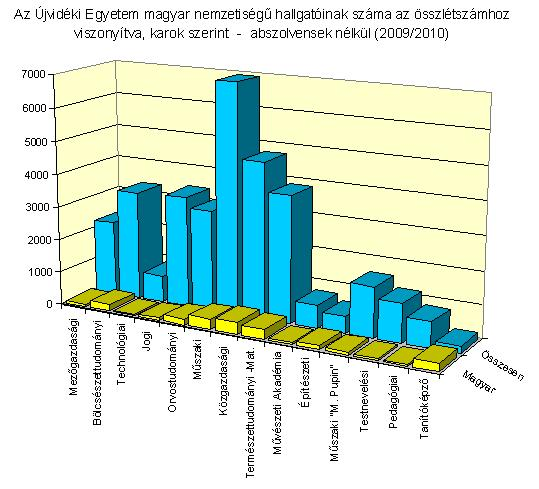 Az Újvidéki Egyetem magyar nemzetiségű hallgatóinak száma az összlétszámhoz
viszonyítva, karok szerint - abszolvensek nélkül (2009/2010)
7000
6000
5000
4000
3000
2000
1000
0
Mezőgazdasági
Bölcsészettudományi
Technológiai
Jogi
Orvostudományi
Műszaki
Közgazdasági
Természettudományi -Mat.
Művészeti Akadémia
Építészeti
Műszaki "M. Pupin"
Testnevelési
Pedagógiai
Tanítóképző
Magyar
Összesen